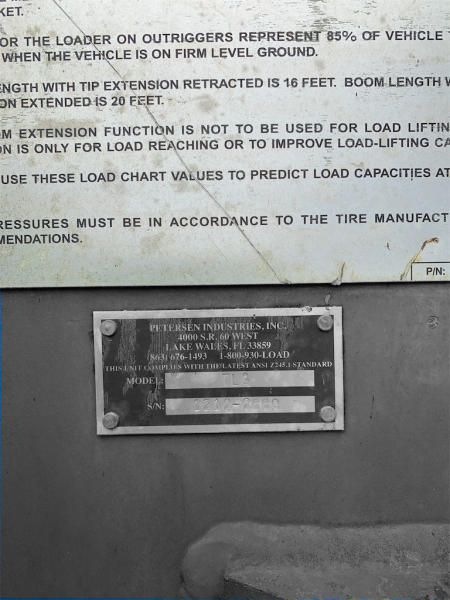 KET.
OR THE LOADER ON OUTRIGGERS REPRESENT 85% OF VEHICLE
WHEN THE VEHICLE IS ON FIRM LEVEL GROUND.
ENGTH WITH TIP EXTENSION RETRACTED IS 16 FEET. BOOM LENGTH W
ON EXTENDED IS 20 FEET.
OM EXTENSION FUNCTION IS NOT TO BE USED FOR LOAD LIFTIN
ON IS ONLY FOR LOAD REACHING OR TO IMPROVE LOAD-LIFTING CA
USE THESE LOAD CHART VALUES TO PREDICT LOAD CAPACITIES AT
RESSURES MUST BE IN ACCORDANCE TO THE TIRE MANUFACT
MENDATIONS.
P/N:
PETERSEN INDUSTRIES, INC.
4000 S.R. 60 WEST
LAKE WALES, FL 33859
(863) 676-1493 1-800-930-LOAD
THIS UNIT COMPLIES WITH THE LATEST ANSI Z245.1 STANDARD
MODEL: TL3
S/N: